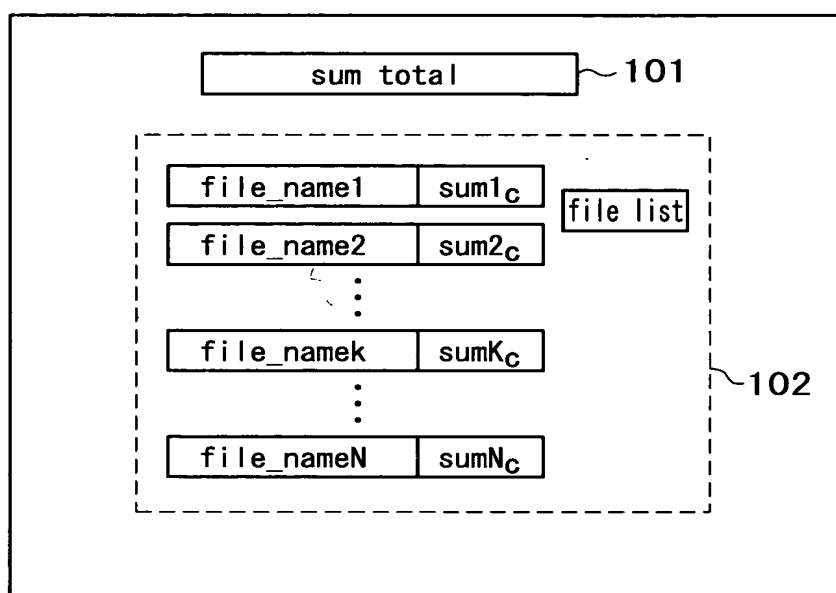 sum total 101
file_name1 sum1c
file list
file_name2 sum2c
file_namek sumKc
102
file_nameN sumNc